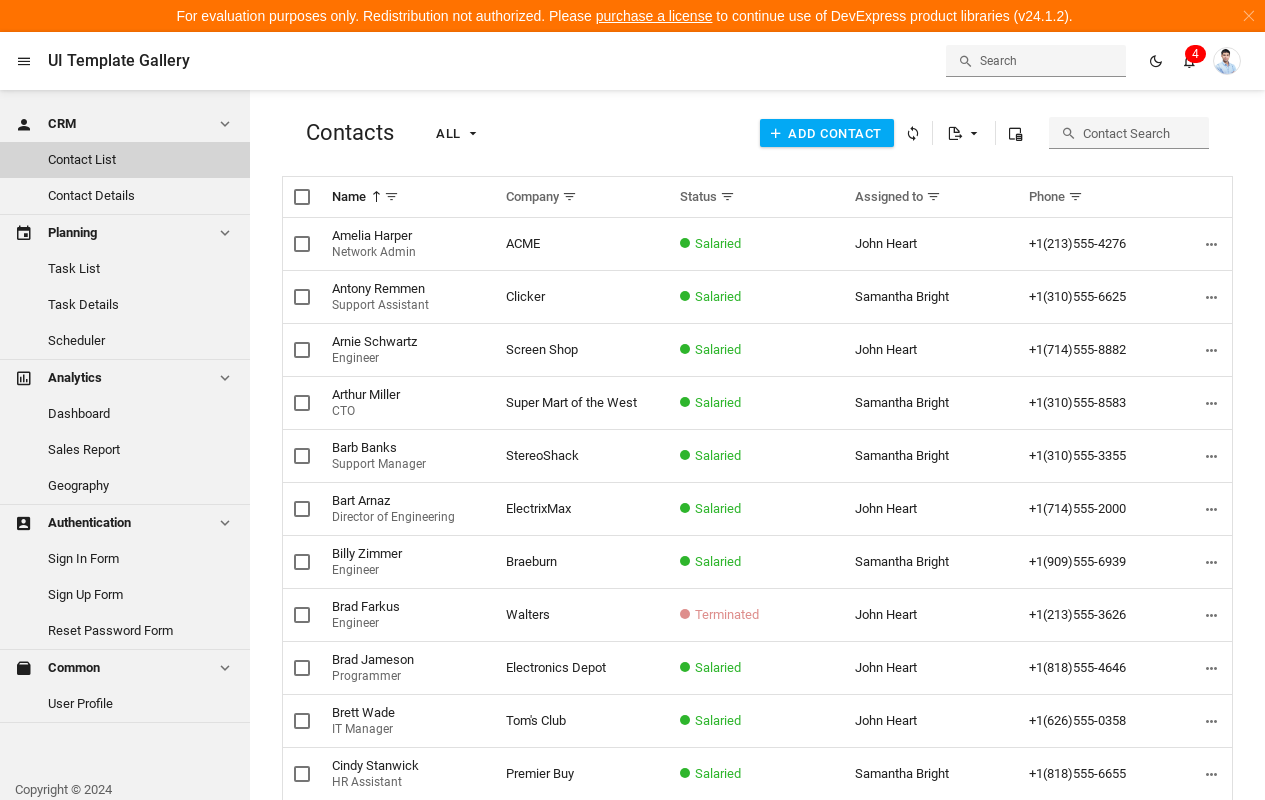 For evaluation purposes only. Redistribution not authorized. Please purchase a license to continue use of DevExpress product libraries (v24.1.2).
UI Template Gallery
Search
4
CRM
Contact List
Contact Details
Planning
Task List
Task Details
Scheduler
Analytics
Dashboard
Sales Report
Geography
Authentication
Sign In Form
Sign Up Form
Reset Password Form
Common
User Profile
Copyright © 2024
Contacts
ALL
ADD CONTACT
Contact Search
Name Company Status Assigned to Phone
Amelia Harper
Network Admin
ACME Salaried John Heart +1(213)555-4276
Antony Remmen
Support Assistant
Clicker Salaried Samantha Bright +1(310)555-6625
Arnie Schwartz
Engineer
Screen Shop Salaried John Heart +1(714)555-8882
Arthur Miller
CTO
Super Mart of the West Salaried Samantha Bright +1(310)555-8583
Barb Banks
Support Manager
StereoShack Salaried Samantha Bright +1(310)555-3355
Bart Arnaz
Director of Engineering
ElectrixMax Salaried John Heart +1(714)555-2000
Billy Zimmer
Engineer
Braeburn Salaried Samantha Bright +1(909)555-6939
Brad Farkus
Engineer
Walters Terminated John Heart +1(213)555-3626
Brad Jameson
Programmer
Electronics Depot Salaried John Heart +1(818)555-4646
Brett Wade
IT Manager
Tom's Club Salaried John Heart +1(626)555-0358
Cindy Stanwick
HR Assistant
Premier Buy Salaried Samantha Bright +1(818)555-6655